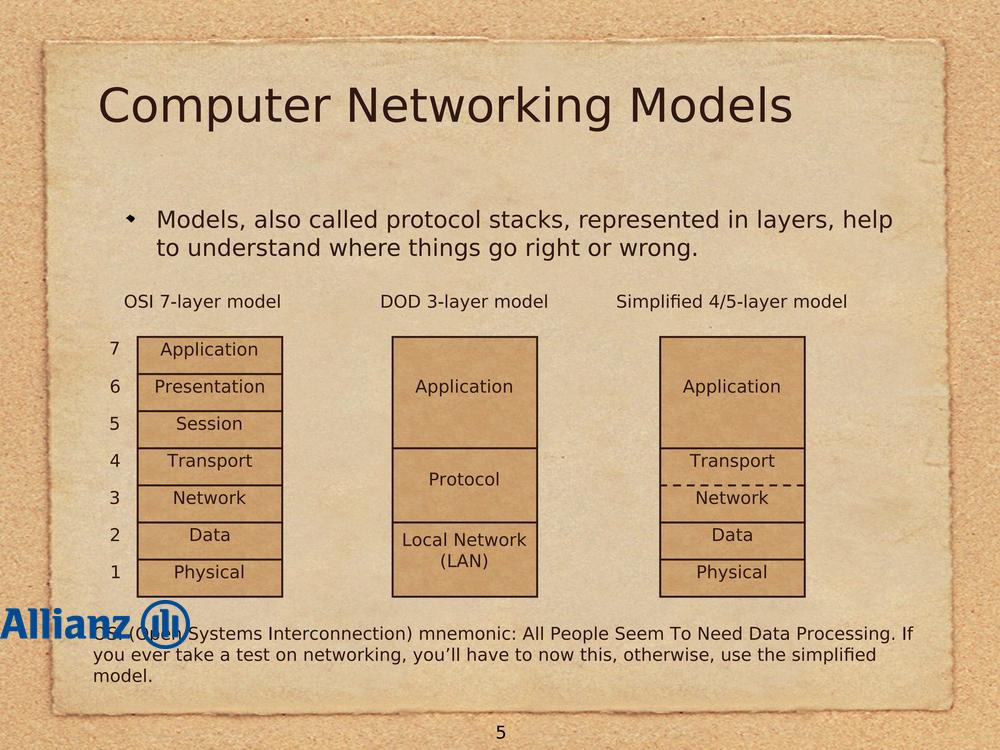 Computer Networking Models
Models, also called protocol stacks, represented in layers, help
to understand where things go right or wrong.
OSI 7-layer model
7 Application
6 Presentation
5 Session
4 Transport
3 Network
2 Data
1 Physical
DOD 3-layer model
Application
Protocol
Local Network
(LAN)
Simplified 4/5-layer model
Application
Transport
Network
Data
Physical
Allianz
OSI (Open Systems Interconnection) mnemonic: All People Seem To Need Data Processing. If
you ever take a test on networking, you’ll have to now this, otherwise, use the simplified
model.
5